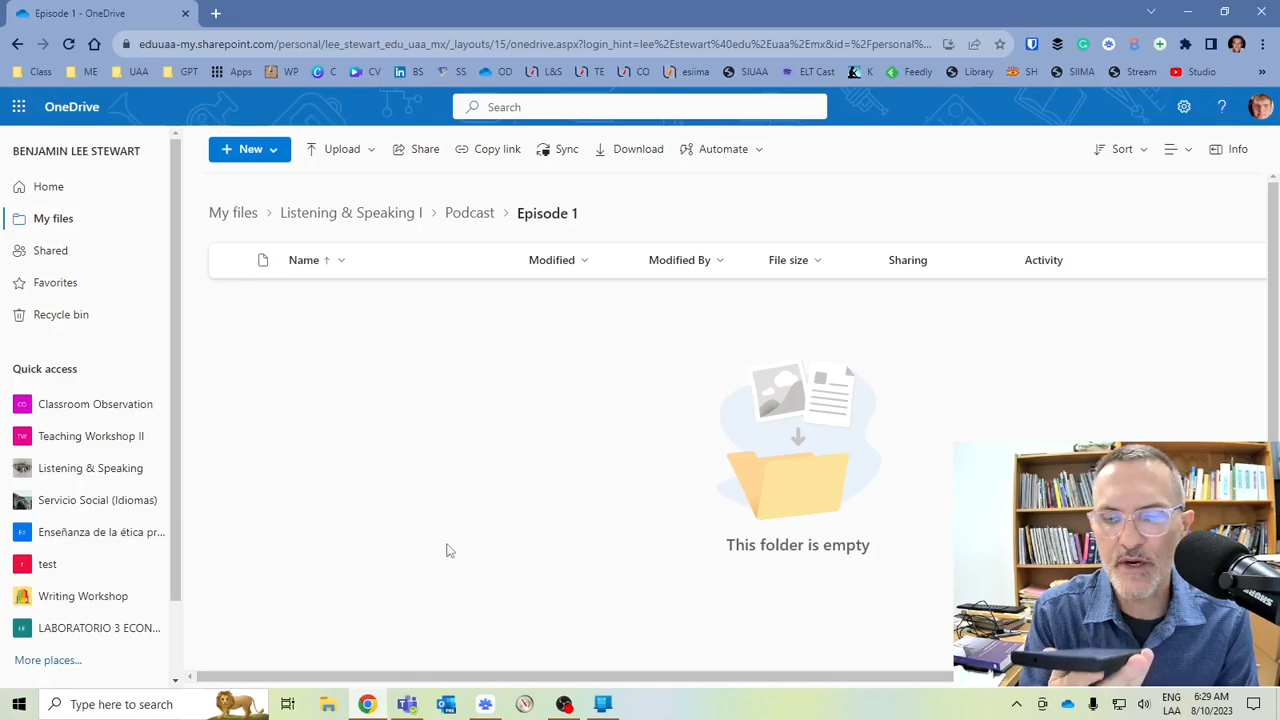 Episode 1 - OneDrive
eduuaa-my.sharepoint.com/personal/lee_stewart_edu_uaa_mx/_layouts/15/onedrive.aspx?login_hint=lee%2Estewart%40edu%2Euaa%2Emx&id=%2Fpersonal%2...
Class ME UAA GPT Apps WP C CV BS SS OD L&S TE CO esiima SIUAA ELT Cast K Feedly Library SH SIIMA Stream Studio »
OneDrive Search
BENJAMIN LEE STEWART
New Upload Share Copy link Sync Download Automate Sort Info
Home
My files
Shared
Favorites
Recycle bin
My files > Listening & Speaking I > Podcast > Episode 1
Name Modified Modified By File size Sharing Activity
Quick access
CO Classroom Observation
TW Teaching Workshop II
Listening & Speaking
Servicio Social (Idiomas)
Enseñanza de la ética pr...
t test
Writing Workshop
LE LABORATORIO 3 ECON...
More places...
This folder is empty
Type here to search
ENG
LAA
6:29 AM
8/10/2023